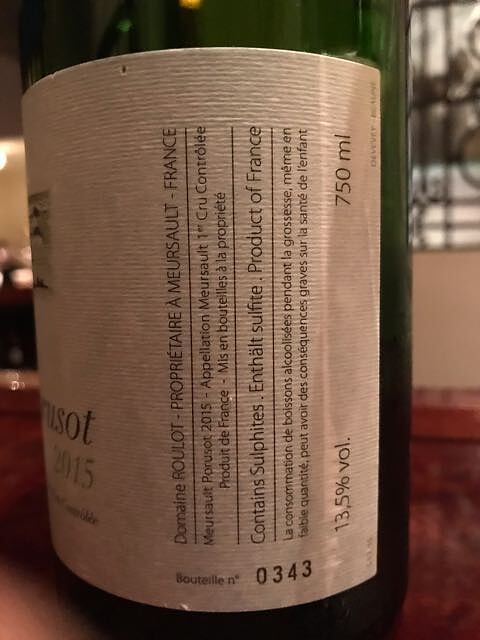 usot
2015
Contrôlée
Domaine ROULOT - PROPRIÉTAIRE À MEURSAULT - FRANCE
Meursault Porusot 2015 - Appellation Meursault 1er Cru Contrôlée
Produit de France - Mis en bouteilles à la propriété
Contains Sulphites . Enthält sulfite . Product of France
La consommation de boissons alcoolisées pendant la grossesse, même en
faible quantité, peut avoir des conséquences graves sur la santé de l'enfant
13,5% vol. 750 ml
Bouteille n° 0343